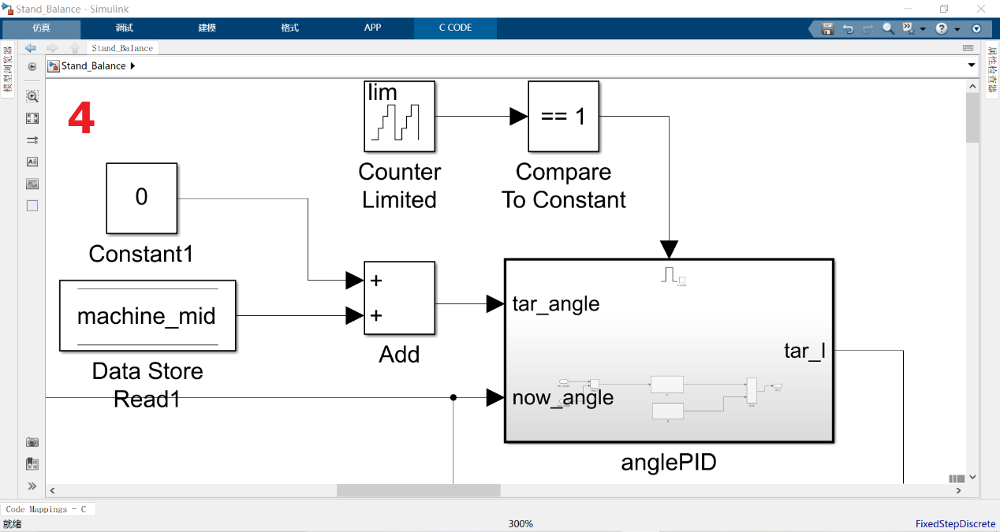 Stand_Balance - Simulink
仿真 调试 建模 格式 APP C CODE
Stand_Balance
模型浏览器
属性检查器
Stand_Balance
4
lim
== 1
Counter
Limited
Compare
To Constant
0
Constant1
machine_mid
Data Store
Read1
+
+
Add
tar_angle
now_angle
tar_I
anglePID
Code Mappings - C
就绪
300%
FixedStepDiscrete